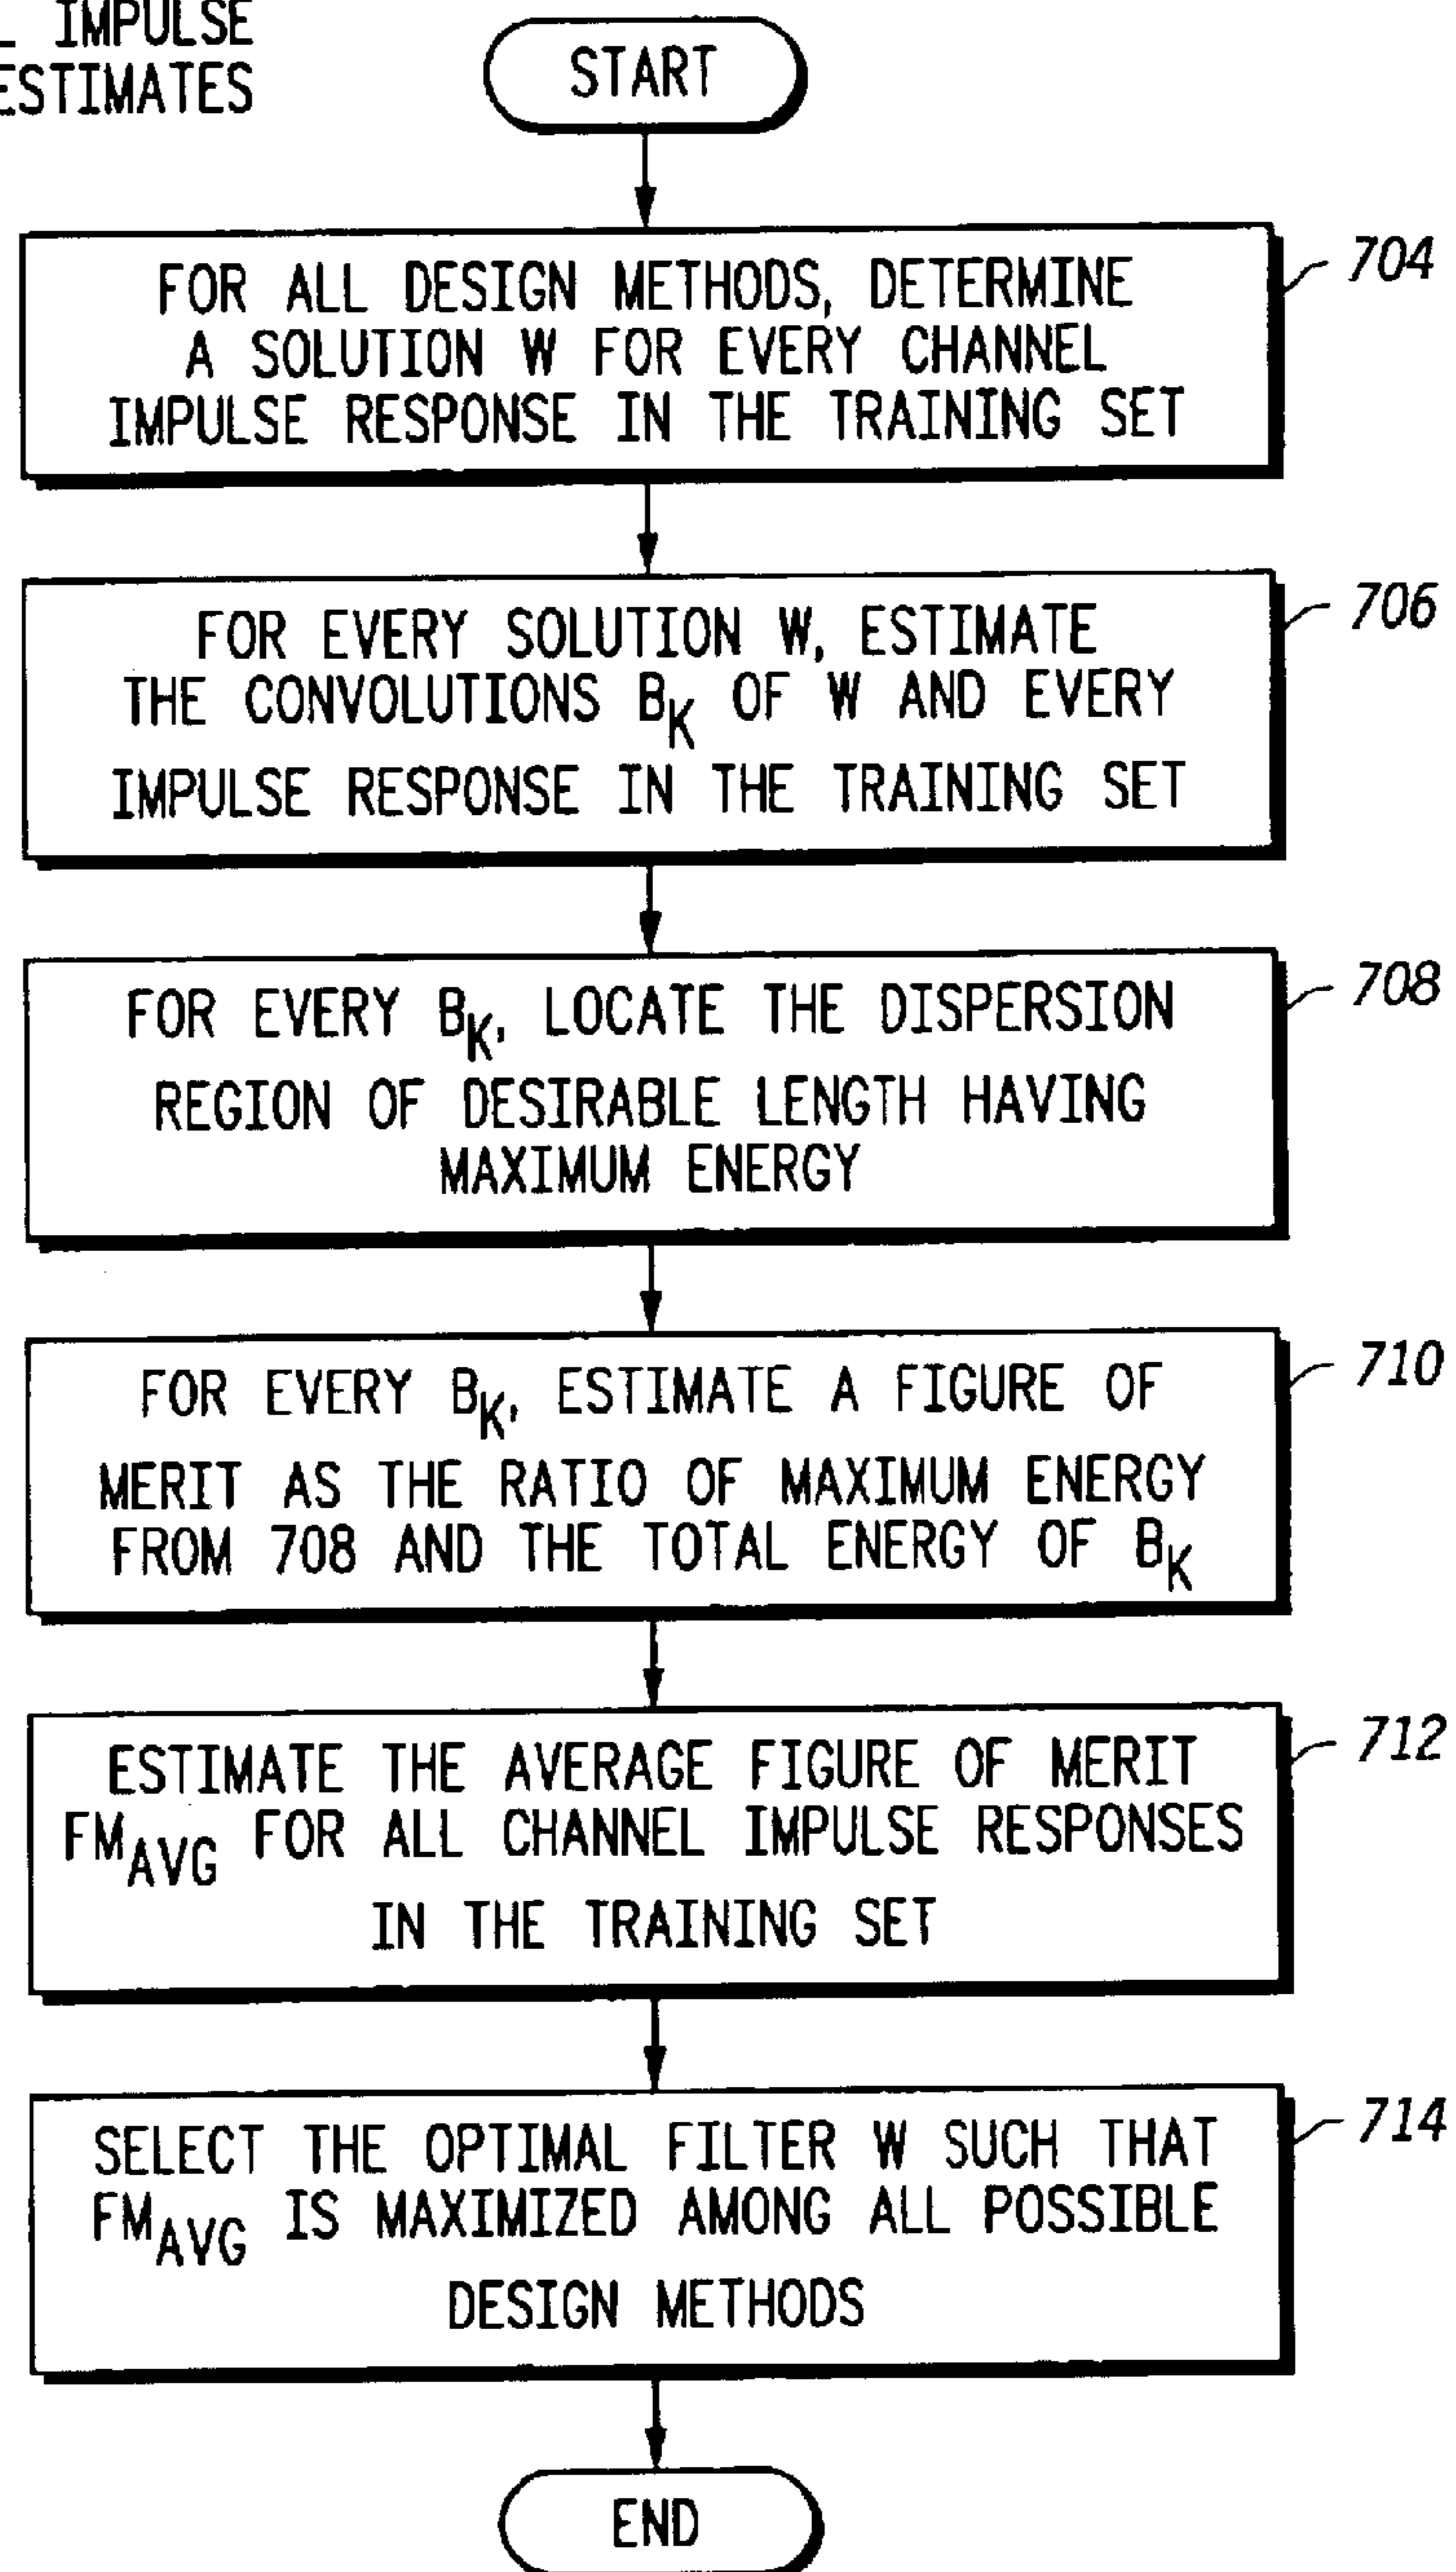 IMPULSE
ESTIMATES
START
FOR ALL DESIGN METHODS, DETERMINE
A SOLUTION W FOR EVERY CHANNEL
IMPULSE RESPONSE IN THE TRAINING SET
704
FOR EVERY SOLUTION W, ESTIMATE
THE CONVOLUTIONS BK OF W AND EVERY
IMPULSE RESPONSE IN THE TRAINING SET
706
FOR EVERY BK, LOCATE THE DISPERSION
REGION OF DESIRABLE LENGTH HAVING
MAXIMUM ENERGY
708
FOR EVERY BK, ESTIMATE A FIGURE OF
MERIT AS THE RATIO OF MAXIMUM ENERGY
FROM 708 AND THE TOTAL ENERGY OF BK
710
ESTIMATE THE AVERAGE FIGURE OF MERIT
FMAVG FOR ALL CHANNEL IMPULSE RESPONSES
IN THE TRAINING SET
712
SELECT THE OPTIMAL FILTER W SUCH THAT
FMAVG IS MAXIMIZED AMONG ALL POSSIBLE
DESIGN METHODS
714
END